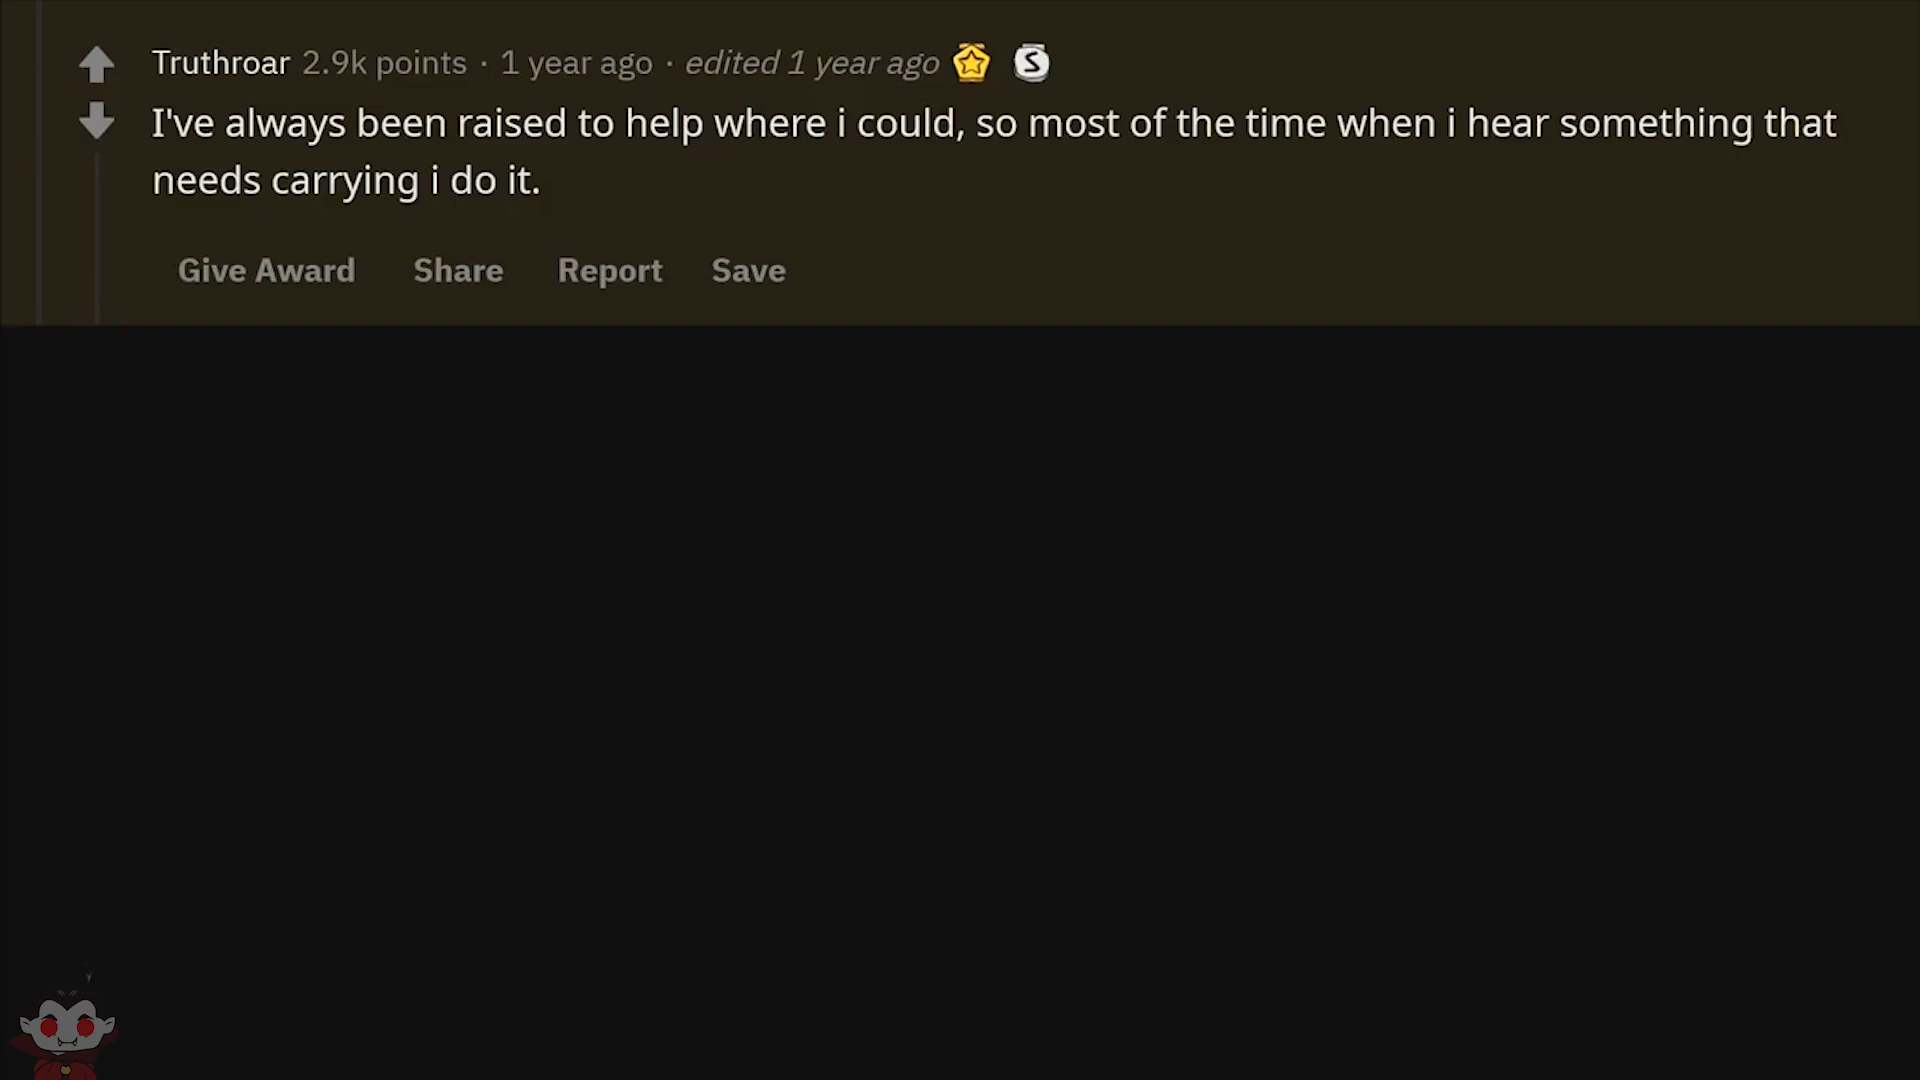 Truthroar 2.9k points · 1 year ago · edited 1 year ago S
I've always been raised to help where i could, so most of the time when i hear something that
needs carrying i do it.
Give Award Share Report Save